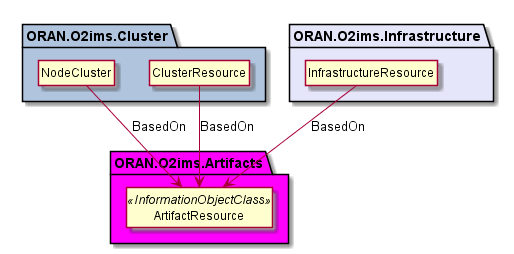 ORAN.O2ims.Cluster
ORAN.O2ims.Infrastructure
NodeCluster
ClusterResource
InfrastructureResource
BasedOn
BasedOn
BasedOn
ORAN.O2ims.Artifacts
«InformationObjectClass»
ArtifactResource